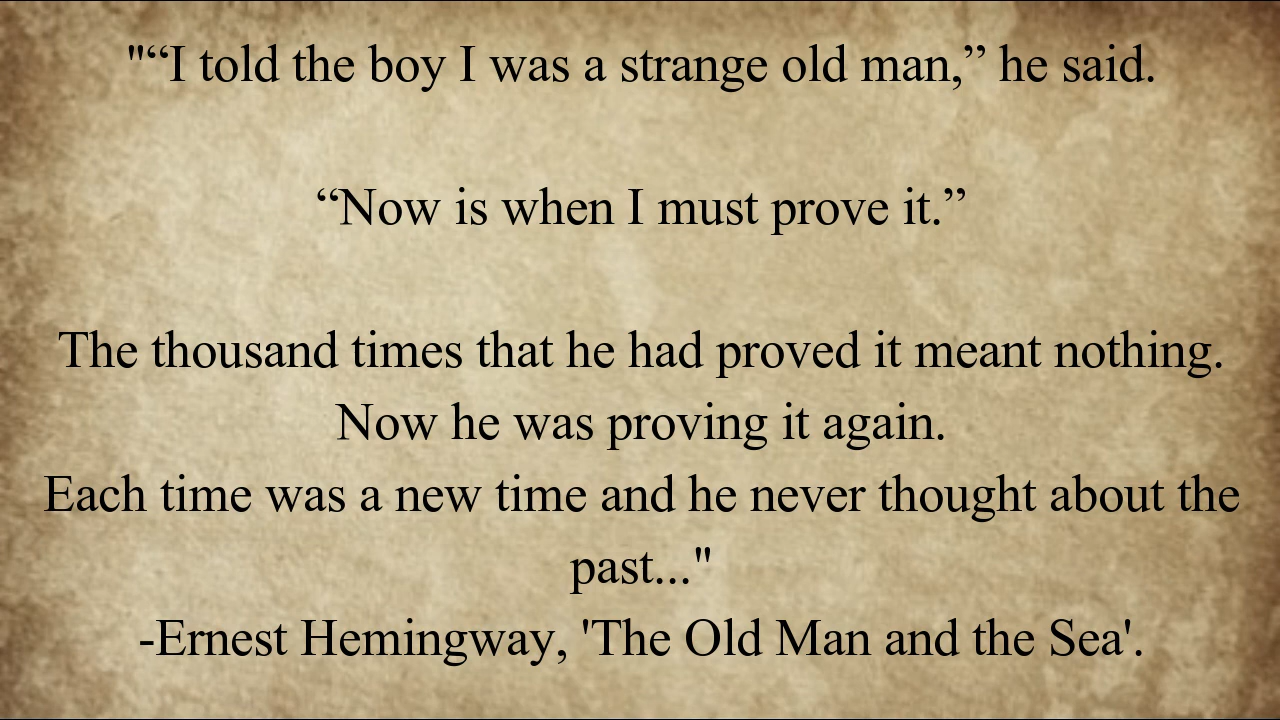 "“I told the boy I was a strange old man,” he said.
“Now is when I must prove it.”
The thousand times that he had proved it meant nothing.
Now he was proving it again.
Each time was a new time and he never thought about the
past..."
-Ernest Hemingway, 'The Old Man and the Sea'.